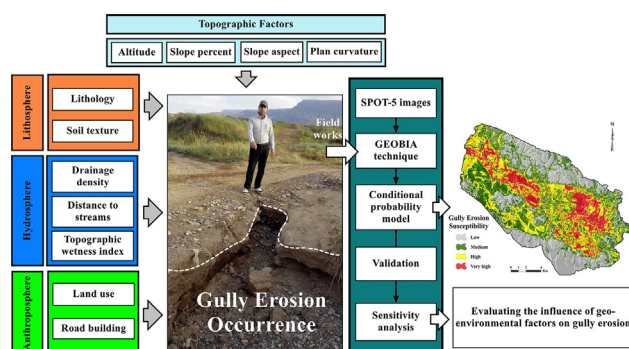 Topographic Factors
Altitude
Slope percent
Slope aspect
Plan curvature
Lithosphere
Lithology
Soil texture
Hydrosphere
Drainage
density
Distance to
streams
Topographic
wetness index
Anthroposphere
Land use
Road building
Gully Erosion
Occurrence
Field
works
SPOT-5 images
GEOBIA
technique
Conditional
probability
model
Validation
Sensitivity
analysis
N
Gully Erosion
Susceptibility
Low
Medium
High
Very high
Evaluating the influence of geo-
environmental factors on gully erosion